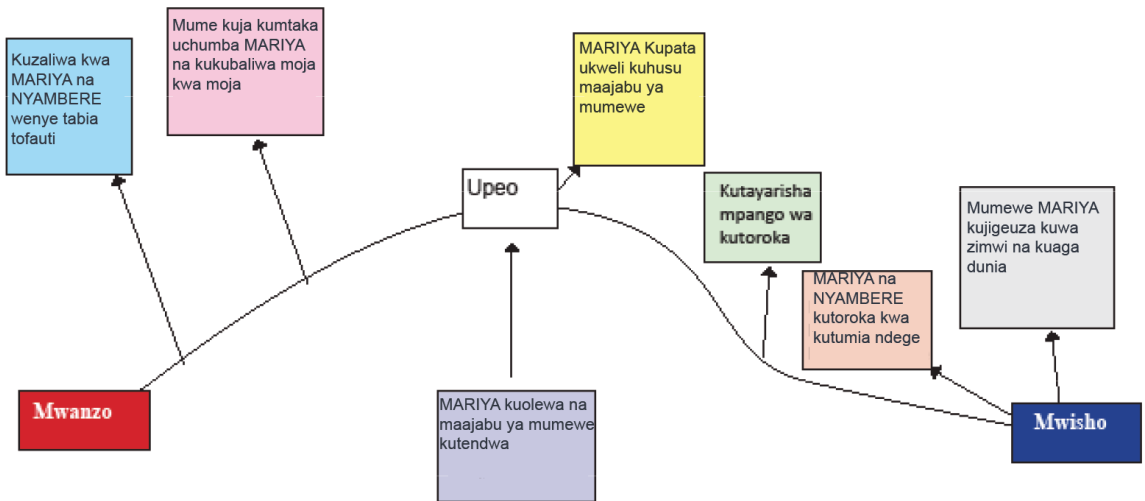 Kuzaliwa kwa
MARIYA na
NYAMBERE
wenye tabia
tofauti
Mume kuja kumtaka
uchumba MARIYA
na kukubaliwa moja
kwa moja
MARIYA Kupata
ukweli kuhusu
maajabu ya
mumewe
Upeo
Kutayarisha
mpango wa
kutoroka
Mumewe MARIYA
kujigeuza kuwa
zimwi na kuaga
dunia
MARIYA na
NYAMBERE
kutoroka kwa
kutumia ndege
Mwanzo
MARIYA kuolewa na
maajabu ya mumewe
kutendwa
Mwisho